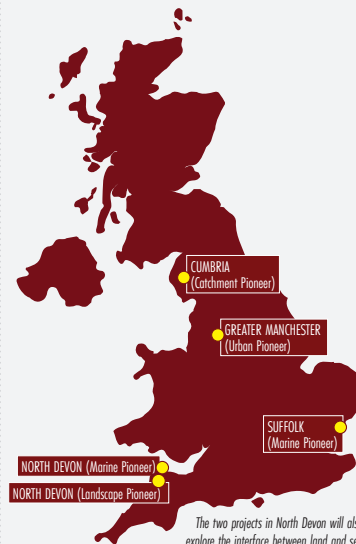 CUMBRIA
(Catchment Pioneer)
GREATER MANCHESTER
(Urban Pioneer)
SUFFOLK
(Marine Pioneer)
NORTH DEVON (Marine Pioneer)
NORTH DEVON (Landscape Pioneer)
The two projects in North Devon will als
explore the interface between land and se